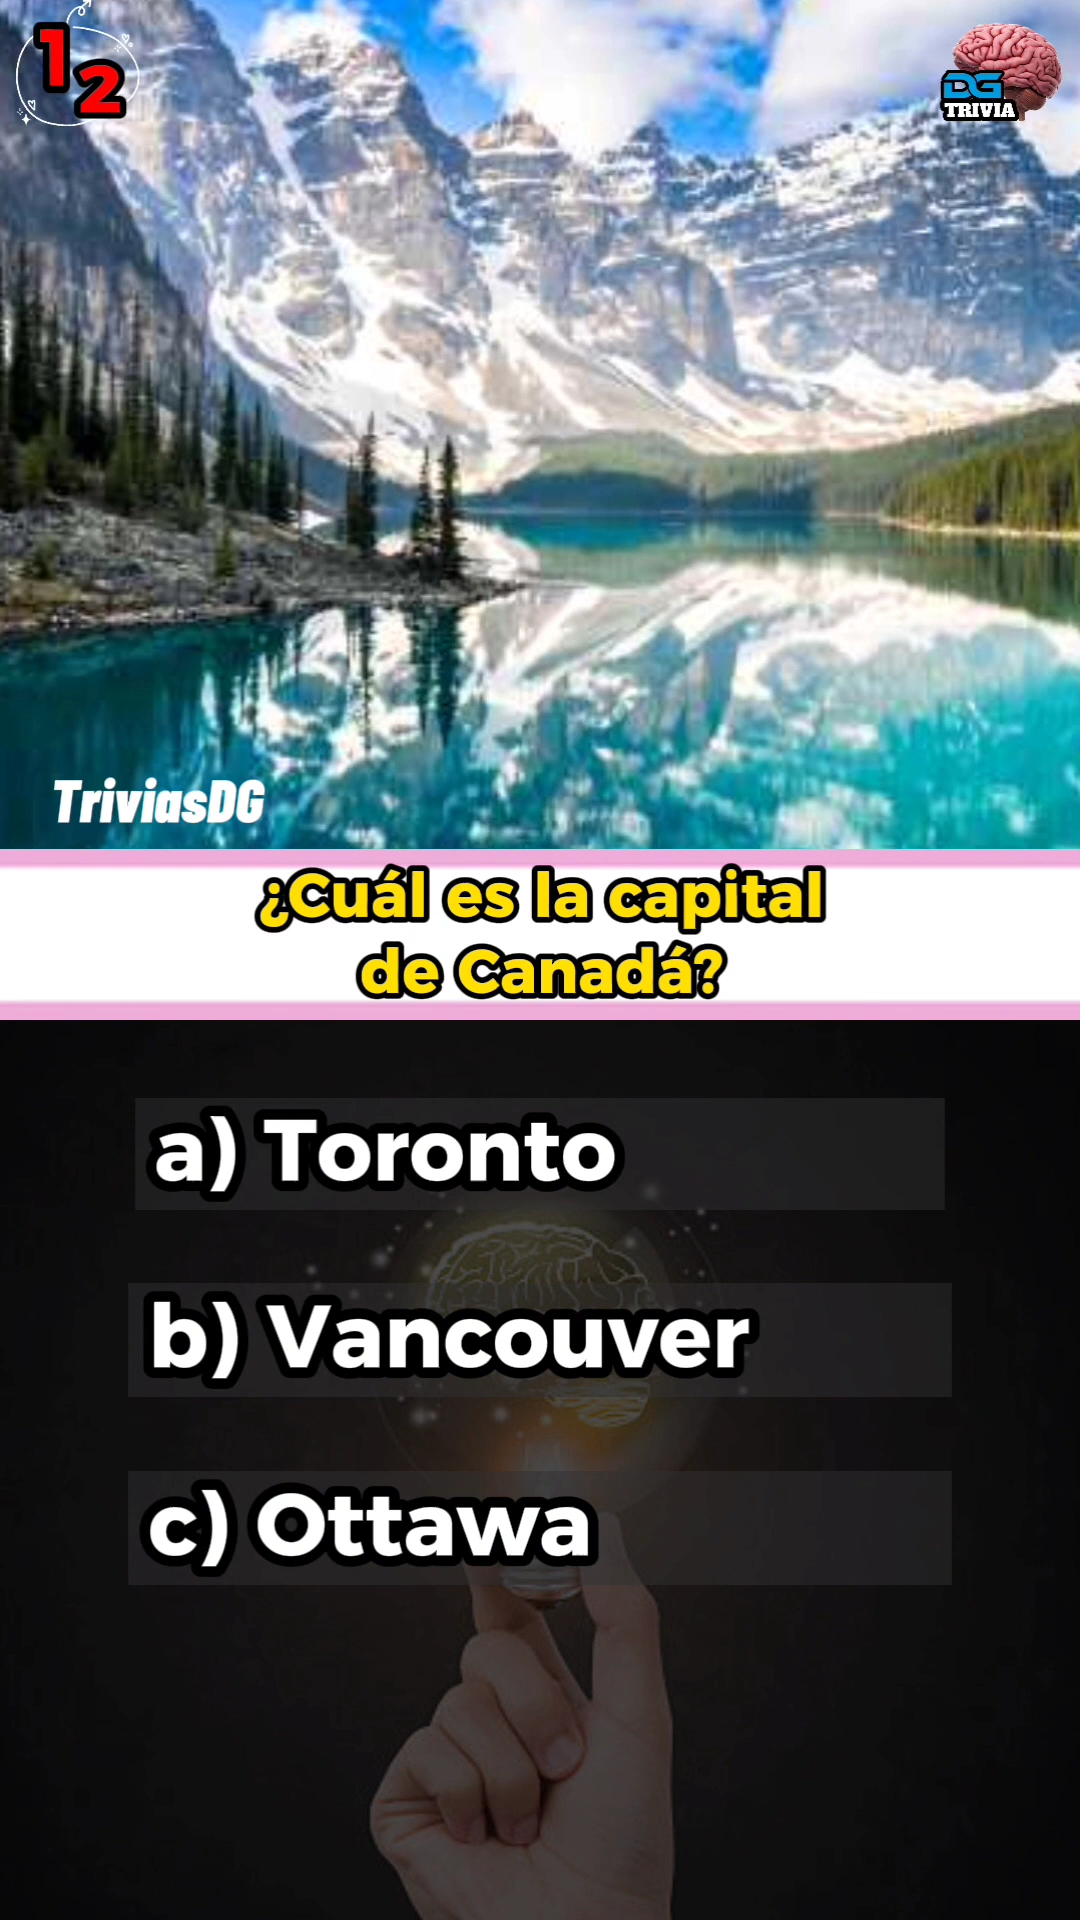 12
DG
TRIVIA
TriviasDG
¿Cuál es la capital
de Canadá?
a) Toronto
b) Vancouver
c) Ottawa